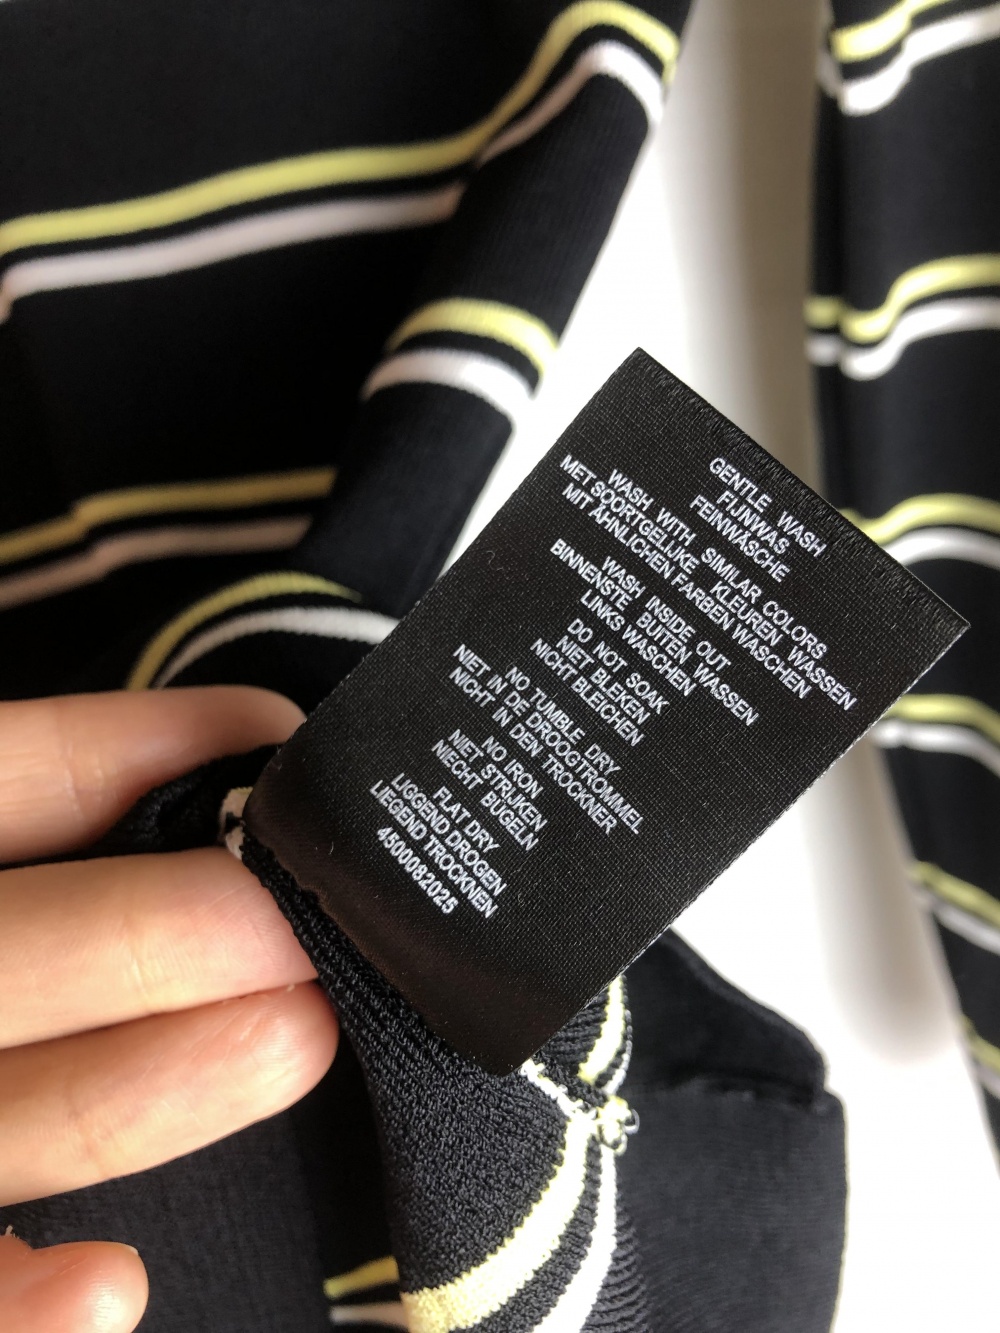 GENTLE WASH
FIJNWAS
FEINWÄSCHE
WASH WITH SIMILAR COLORS
MET SOORTGELIJKE KLEUREN WASSEN
MIT ÄHNLICHEN FARBEN WASCHEN
WASH INSIDE OUT
BINNENSTE BUITEN WASSEN
LINKS WASCHEN
DO NOT SOAK
NIET BLEKEN
NICHT BLEICHEN
NO TUMBLE DRY
NIET IN DE DROOGTROMMEL
NICHT IN DEN TROCKNER
NO IRON
NIET STRIJKEN
NIECHT BÜGELN
FLAT DRY
LIGGEND DROGEN
LIEGEND TROCKNEN
4500082025